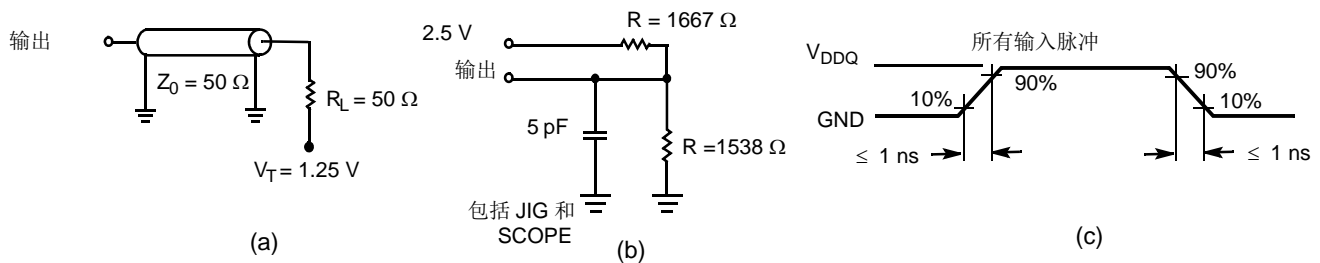 输出
Z0 = 50 Ω
RL = 50 Ω
VT = 1.25 V
(a)
R = 1667 Ω
2.5 V
输出
5 pF
R =1538 Ω
包括 JIG 和
SCOPE
(b)
所有输入脉冲
VDDQ
GND
10%
90%
90%
10%
≤ 1 ns
≤ 1 ns
(c)